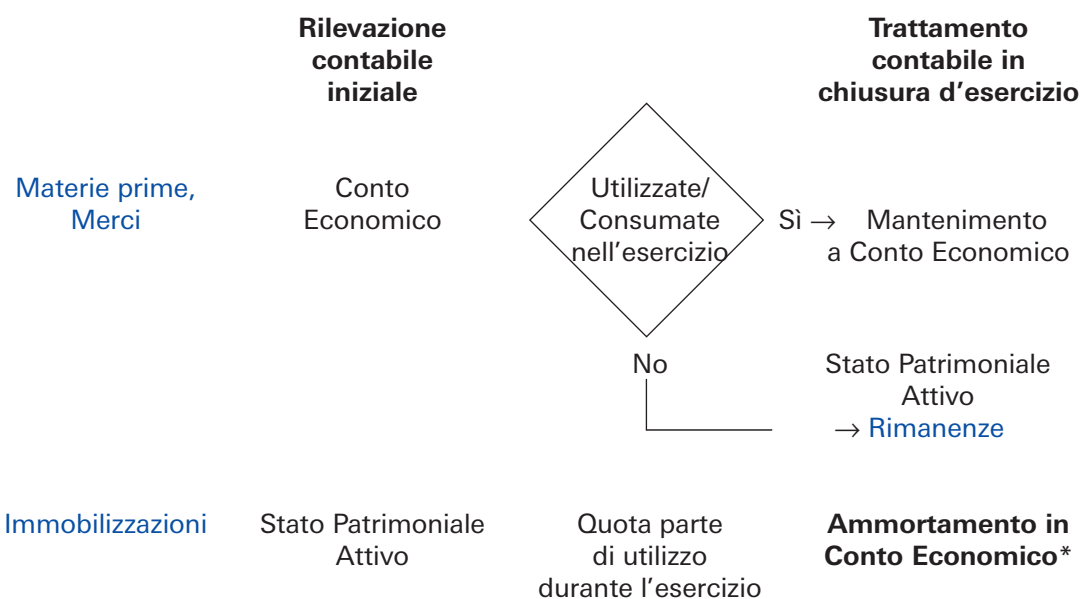 Rilevazione
contabile
iniziale
Trattamento
contabile in
chiusura d'esercizio
Materie prime,
Merci
Conto
Economico
Utilizzate/
Consumate
nell'esercizio
Sì → Mantenimento
a Conto Economico
No
Stato Patrimoniale
Attivo
→ Rimanenze
Immobilizzazioni
Stato Patrimoniale
Attivo
Quota parte
di utilizzo
durante l'esercizio
Ammortamento in
Conto Economico*